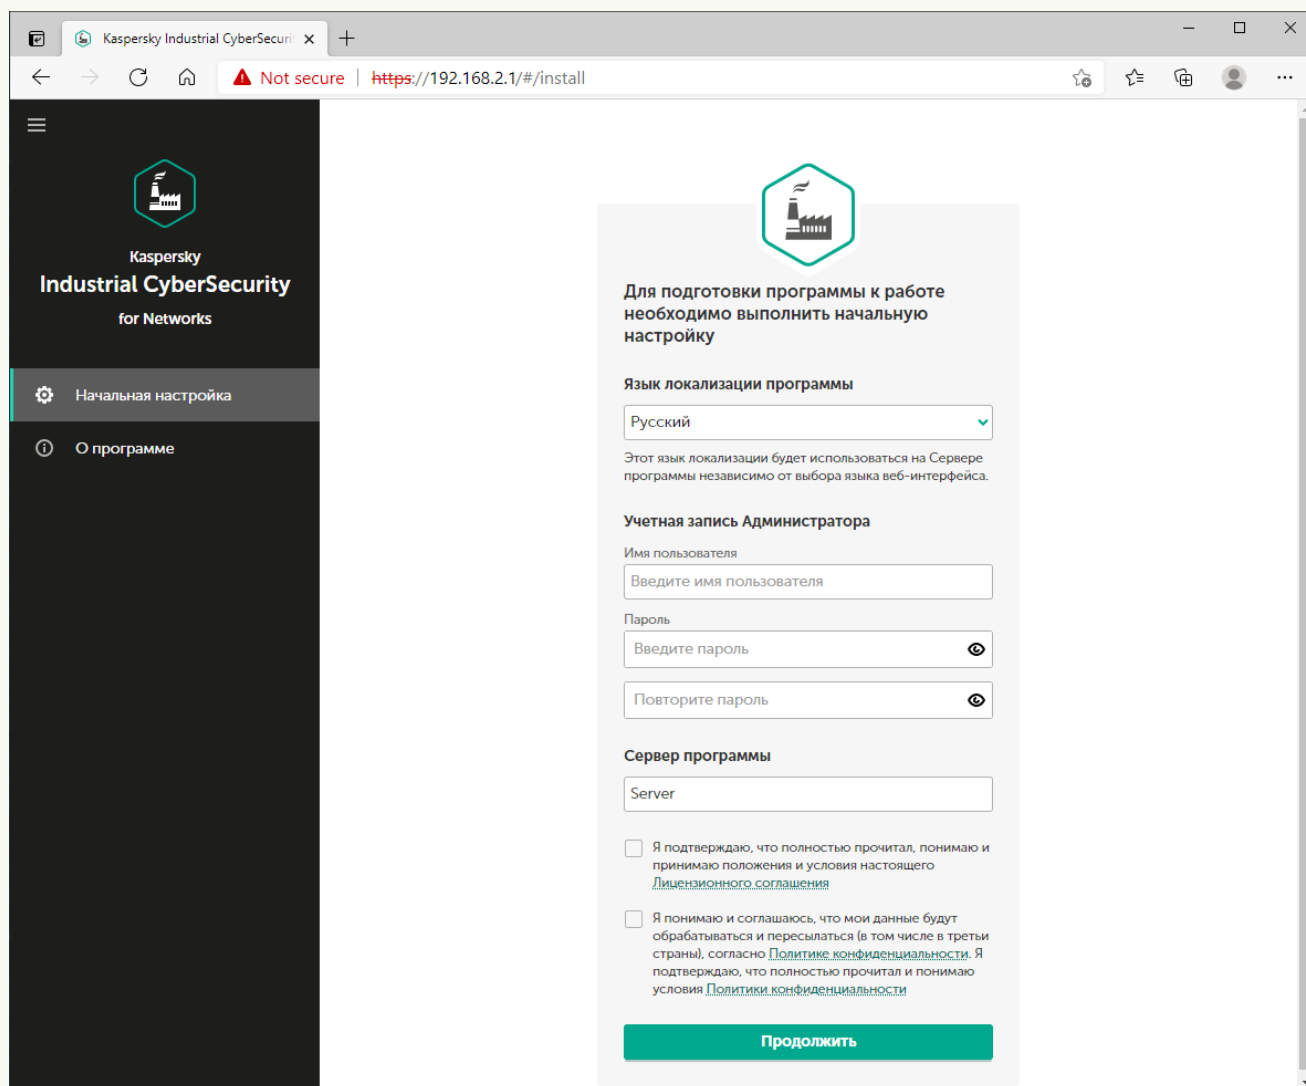 Kaspersky Industrial CyberSecuri
Not secure | https://192.168.2.1/#/install
Kaspersky
Industrial CyberSecurity
for Networks
Начальная настройка
О программе
Для подготовки программы к работе
необходимо выполнить начальную
настройку
Язык локализации программы
Русский
Этот язык локализации будет использоваться на Сервере
программы независимо от выбора языка веб-интерфейса.
Учетная запись Администратора
Имя пользователя
Введите имя пользователя
Пароль
Введите пароль
Повторите пароль
Сервер программы
Server
Я подтверждаю, что полностью прочитал, понимаю и
принимаю положения и условия настоящего
Лицензионного соглашения
Я понимаю и соглашаюсь, что мои данные будут
обрабатываться и пересылаться (в том числе в третьи
страны), согласно Политике конфиденциальности. Я
подтверждаю, что полностью прочитал и понимаю
условия Политики конфиденциальности
Продолжить